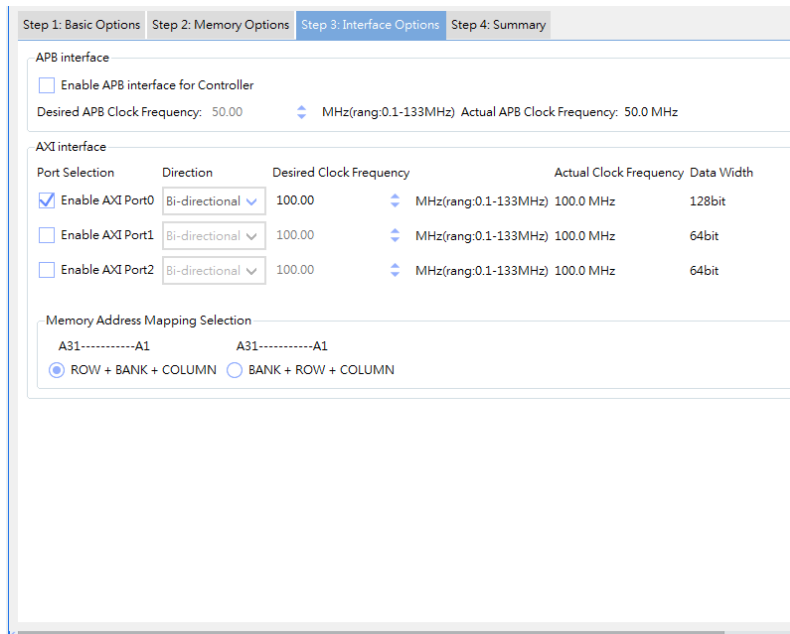 Step 1: Basic Options Step 2: Memory Options Step 3: Interface Options Step 4: Summary
APB interface
Enable APB interface for Controller
Desired APB Clock Frequency: 50.00 MHz(rang:0.1-133MHz) Actual APB Clock Frequency: 50.0 MHz
AXI interface
Port Selection Direction Desired Clock Frequency Actual Clock Frequency Data Width
Enable AXI Port0 Bi-directional 100.00 MHz(rang:0.1-133MHz) 100.0 MHz 128bit
Enable AXI Port1 Bi-directional 100.00 MHz(rang:0.1-133MHz) 100.0 MHz 64bit
Enable AXI Port2 Bi-directional 100.00 MHz(rang:0.1-133MHz) 100.0 MHz 64bit
Memory Address Mapping Selection
A31-----------A1 A31-----------A1
ROW + BANK + COLUMN BANK + ROW + COLUMN